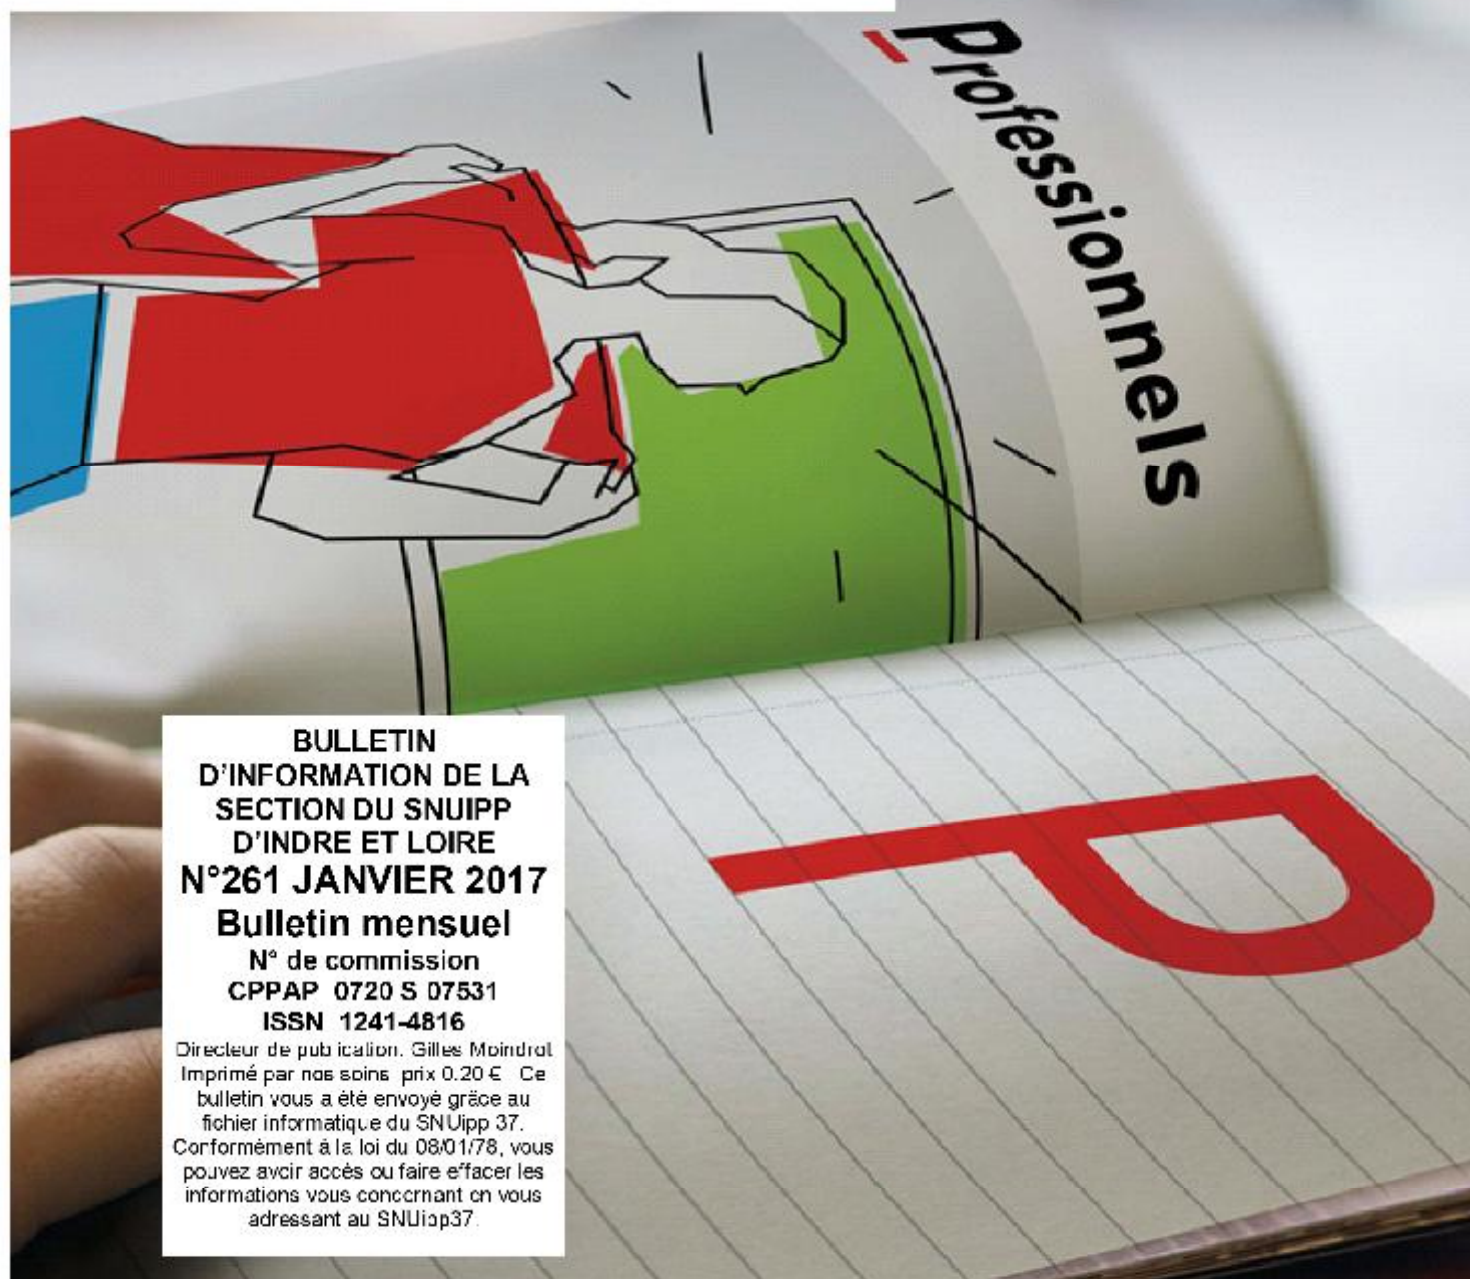 Professionnels
P
BULLETIN
D'INFORMATION DE LA
SECTION DU SNUIPP
D'INDRE ET LOIRE
N°261 JANVIER 2017
Bulletin mensuel
N° de commission
CPPAP 0720 S 07531
ISSN 1241-4816
Directeur de publication. Gilles Moindrot
Imprimé par nos soins prix 0.20 € Ce
bulletin vous a été envoyé grâce au
fichier informatique du SNUipp 37.
Conformément à la loi du 08/01/78, vous
pouvez avoir accès ou faire effacer les
informations vous concernant en vous
adressant au SNUipp37.